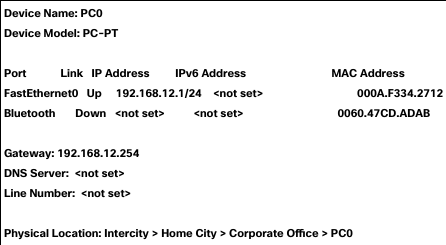 Device Name: PC0
Device Model: PC-PT
Port Link IP Address IPv6 Address MAC Address
FastEthernet0 Up 192.168.12.1/24 <not set> 000A.F334.2712
Bluetooth Down <not set> <not set> 0060.47CD.ADAB
Gateway: 192.168.12.254
DNS Server: <not set>
Line Number: <not set>
Physical Location: Intercity > Home City > Corporate Office > PC0